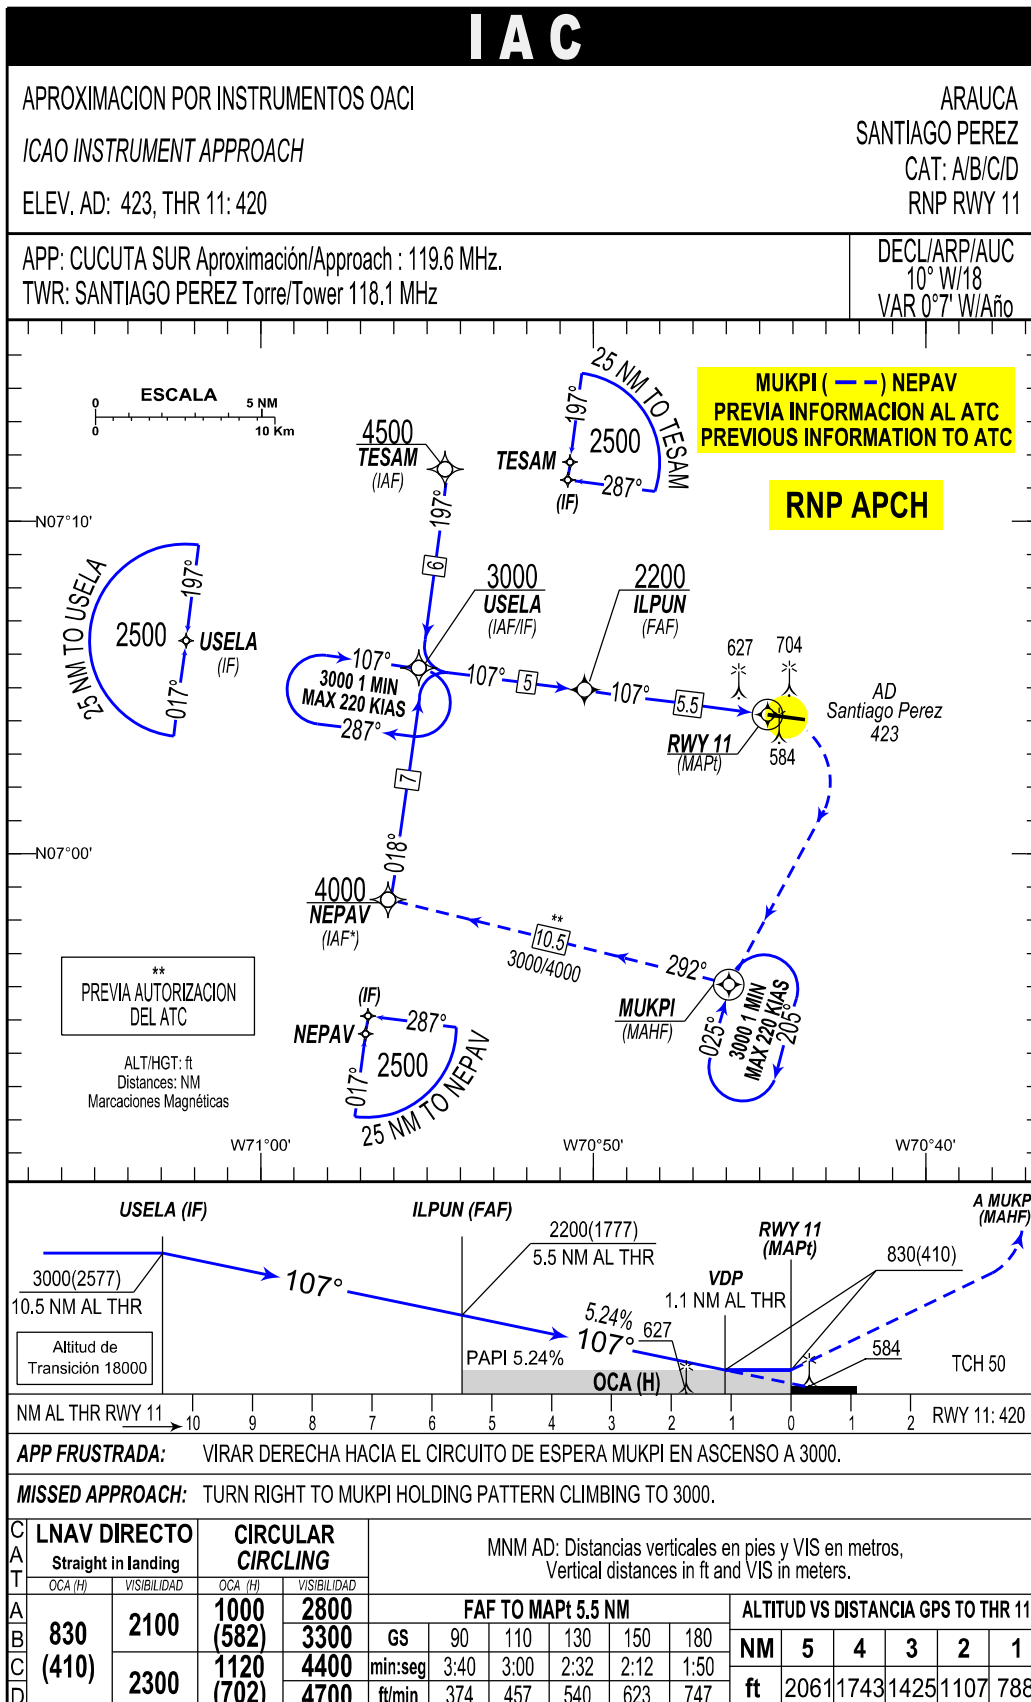 IAC
APROXIMACION POR INSTRUMENTOS OACI
ICAO INSTRUMENT APPROACH
ELEV. AD: 423, THR 11: 420
ARAUCA
SANTIAGO PEREZ
CAT: A/B/C/D
RNP RWY 11
APP: CUCUTA SUR Aproximación/Approach : 119.6 MHz.
TWR: SANTIAGO PEREZ Torre/Tower 118.1 MHz
DECL/ARP/AUC
10° W/18
VAR 0°7' W/Año
ESCALA
0 5 NM
0 10 Km
4500
TESAM
(IAF)
197°
6
25 NM TO TESAM
197°
2500
TESAM
287°
(IF)
MUKPI ( — – ) NEPAV
PREVIA INFORMACION AL ATC
PREVIOUS INFORMATION TO ATC
RNP APCH
N07°10'
25 NM TO USELA
197°
2500
USELA
(IF)
017°
3000
USELA
(IAF/IF)
2200
ILPUN
(FAF)
107°
3000 1 MIN
MAX 220 KIAS
287°
107°
5
107°
5.5
627
704
584
RWY 11
(MAPt)
AD
Santiago Perez
423
7
018°
N07°00'
4000
NEPAV
(IAF*)
**
10.5
3000/4000
292°
MUKPI
(MAHF)
025°
3000 1 MIN
MAX 220 KIAS
205°
**
PREVIA AUTORIZACION
DEL ATC
ALT/HGT: ft
Distances: NM
Marcaciones Magnéticas
(IF)
NEPAV
287°
2500
017°
25 NM TO NEPAV
W71°00'
W70°50'
W70°40'
USELA (IF)
ILPUN (FAF)
2200(1777)
5.5 NM AL THR
RWY 11
(MAPt)
A MUKP
(MAHF)
830(410)
3000(2577)
10.5 NM AL THR
107°
VDP
1.1 NM AL THR
5.24%
107°
627
584
Altitud de
Transición 18000
PAPI 5.24%
OCA (H)
TCH 50
NM AL THR RWY 11
10 9 8 7 6 5 4 3 2 1 0 1 2
RWY 11: 420
APP FRUSTRADA: VIRAR DERECHA HACIA EL CIRCUITO DE ESPERA MUKPI EN ASCENSO A 3000.
MISSED APPROACH: TURN RIGHT TO MUKPI HOLDING PATTERN CLIMBING TO 3000.
CAT
LNAV DIRECTO
Straight in landing
OCA (H) VISIBILIDAD
CIRCULAR
CIRCLING
OCA (H) VISIBILIDAD
MNM AD: Distancias verticales en pies y VIS en metros,
Vertical distances in ft and VIS in meters.
A
B
C
D
830
(410)
2100
2300
1000
(582)
1120
(702)
2800
3300
4400
4700
FAF TO MAPt 5.5 NM
GS 90 110 130 150 180
min:seg 3:40 3:00 2:32 2:12 1:50
ft/min 374 457 540 623 747
ALTITUD VS DISTANCIA GPS TO THR 11
NM 5 4 3 2 1
ft 2061 1743 1425 1107 788